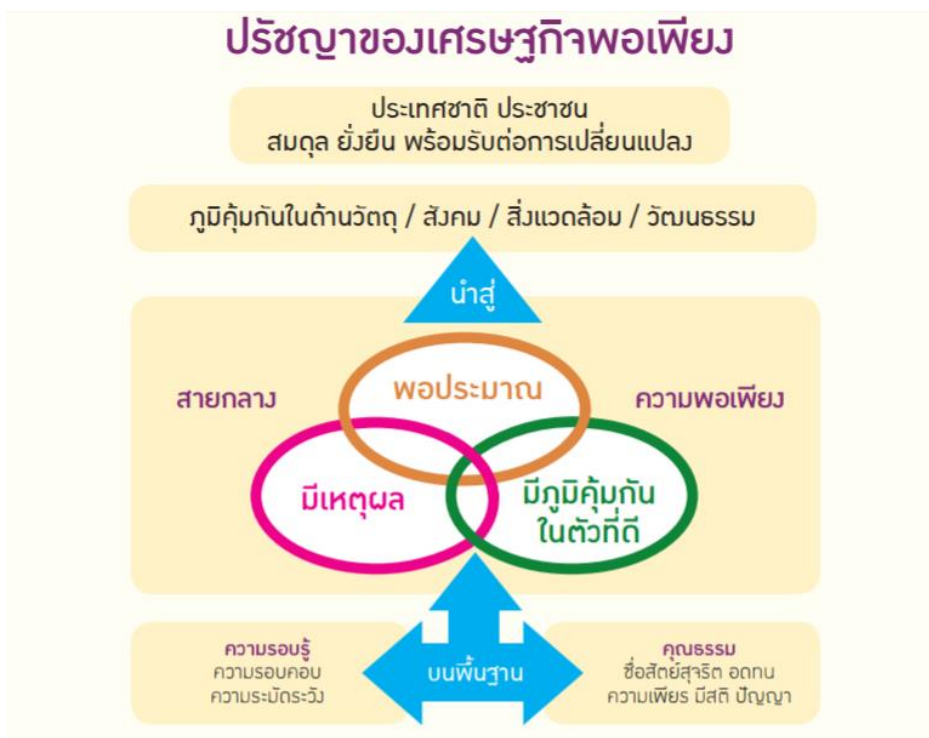 ปรัชญาของเศรษฐกิจพอเพียง
ประเทศชาติ ประชาชน
สมดุล ยั่งยืน พร้อมรับต่อการเปลี่ยนแปลง
ภูมิคุ้มกันในด้านวัตถุ / สังคม / สิ่งแวดล้อม / วัฒนธรรม
นำสู่
พอประมาณ
สายกลาง
ความพอเพียง
มีเหตุผล
มีภูมิคุ้มกัน
ในตัวที่ดี
ความรอบรู้
ความรอบคอบ
ความระมัดระวัง
บนพื้นฐาน
คุณธรรม
ซื่อสัตย์สุจริต อดทน
ความเพียร มีสติ ปัญญา